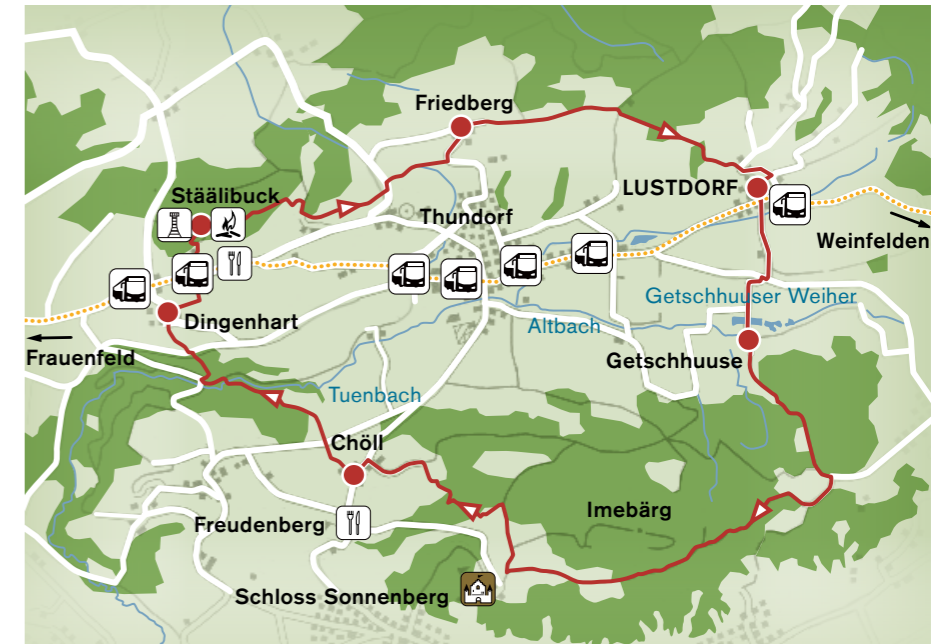 Friedberg
Stäälibuck
LUSTDORF
Thundorf
Weinfelden
Getschhuuser Weiher
Dingenhart
Altbach
Frauenfeld
Getschhuuse
Tuenbach
Chöll
Imebärg
Freudenberg
Schloss Sonnenberg